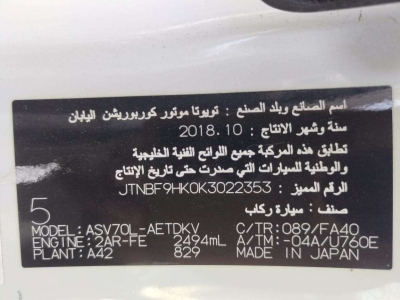 اسم الصانع وبلد الصنع : تويوتا موتور كوربوريشن اليابان
سنة وشهر الانتاج : 2018.10
تطابق هذه المركبة جميع اللوائح الفنية الخليجية
والوطنية للسيارات التي صدرت حتى تاريخ الإنتاج
الرقم المميز : JTNBF9HK0K3022353
صنف : سيارة ركاب
5
MODEL:ASV70L-AETDKV C/TR:089/FA40
ENGINE:2AR-FE 2494mL A/TM:-04A/U760E
PLANT:A42 829 MADE IN JAPAN